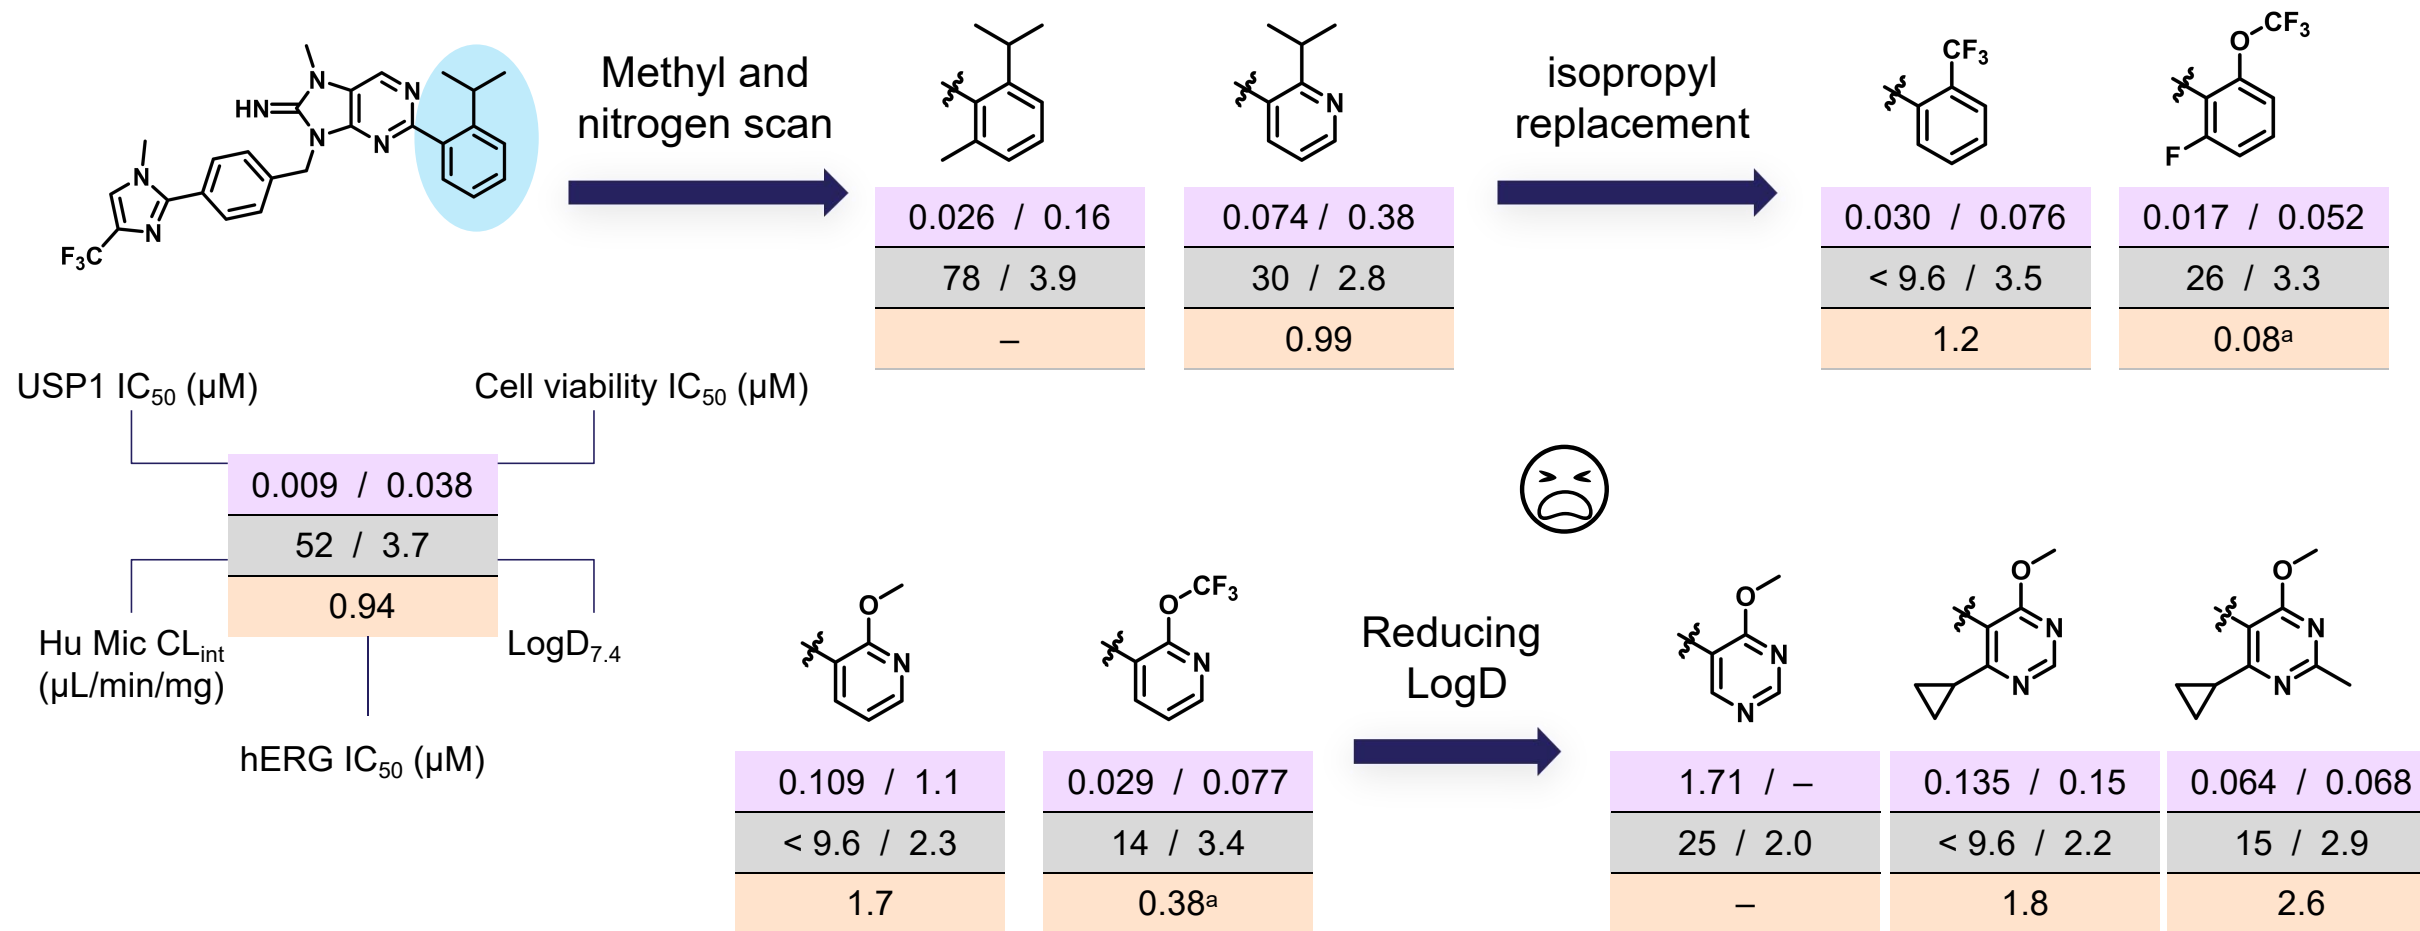 N
N
HN
N
N
N
N
F₃C
Methyl and
nitrogen scan
N
isopropyl
replacement
CF₃
O
CF₃
F
0.026 / 0.16
78 / 3.9
–
0.074 / 0.38
30 / 2.8
0.99
0.030 / 0.076
< 9.6 / 3.5
1.2
0.017 / 0.052
26 / 3.3
0.08ᵃ
USP1 IC₅₀ (μM)
Cell viability IC₅₀ (μM)
0.009 / 0.038
52 / 3.7
0.94
Hu Mic CLint
(μL/min/mg)
LogD₇.₄
hERG IC₅₀ (μM)
O
N
O
CF₃
N
Reducing
LogD
O
N
N
O
N
N
O
N
N
0.109 / 1.1
< 9.6 / 2.3
1.7
0.029 / 0.077
14 / 3.4
0.38ᵃ
1.71 / –
25 / 2.0
–
0.135 / 0.15
< 9.6 / 2.2
1.8
0.064 / 0.068
15 / 2.9
2.6